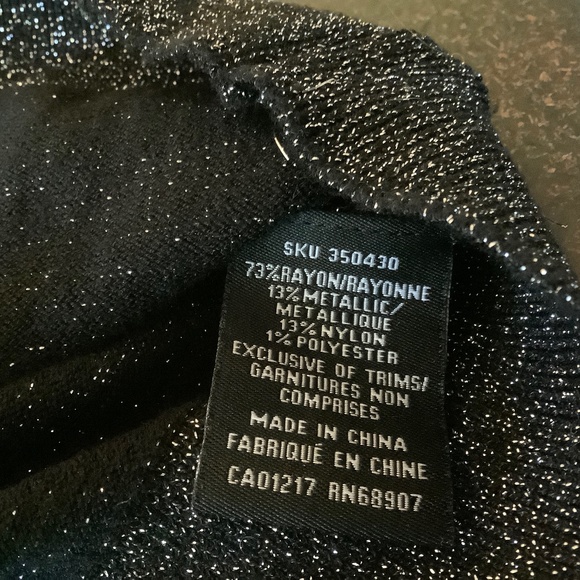 SKU 350430
73%RAYON/RAYONNE
13%METALLIC/
METALLIQUE
13%NYLON
1%POLYESTER
EXCLUSIVE OF TRIMS/
GARNITURES NON
COMPRISES
MADE IN CHINA
FABRIQUÉ EN CHINE
CA01217 RN68907